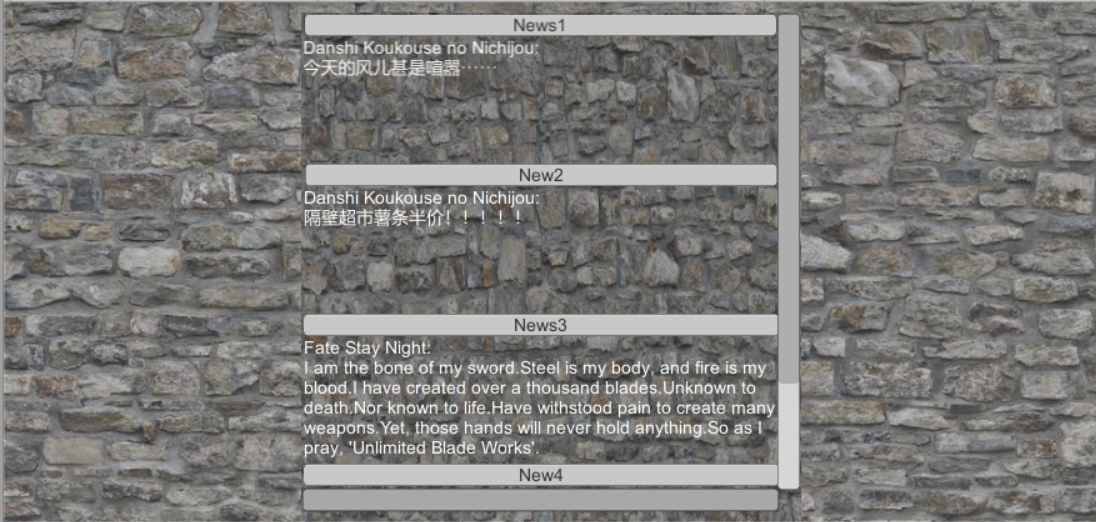 News1
Danshi Koukouse no Nichijou:
今天的风儿甚是喧嚣……
New2
Danshi Koukouse no Nichijou:
隔壁超市薯条半价！！！！！
News3
Fate Stay Night:
I am the bone of my sword.Steel is my body, and fire is my
blood.I have created over a thousand blades.Unknown to
death.Nor known to life.Have withstood pain to create many
weapons.Yet, those hands will never hold anything.So as I
pray, 'Unlimited Blade Works'.
New4